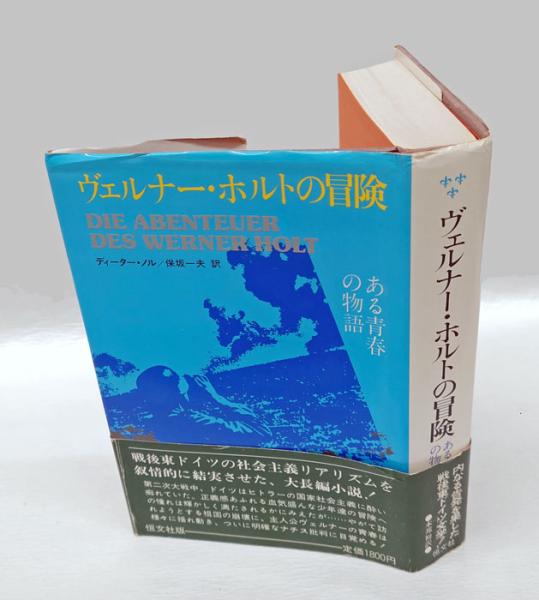 ヴェルナー・ホルトの冒険
DIE ABENTEUER
DES WERNER HOLT
ディーター・ノル/保坂一夫 訳
ある青春
の物語
戦後東ドイツの社会主義リアリズムを
叙情的に結実させた、大長編小説!
第二次大戦中、ドイツはヒトラーの国家社会主義に酔い
痴れていた。正義感あふれる血気盛んな少年達の冒険へ
の憧れは輝かしく満たされるかにみえたが……やがて訪
れようとする祖国の崩壊に、主人公ヴェルナーの青春は
様々に揺れ動き、ついに明確なナチス批判に目覚める!
恒文社版
定価1800円
ヴェルナー・ホルトの冒険
ある
の物
戦後東ドイツ文学
恒文社